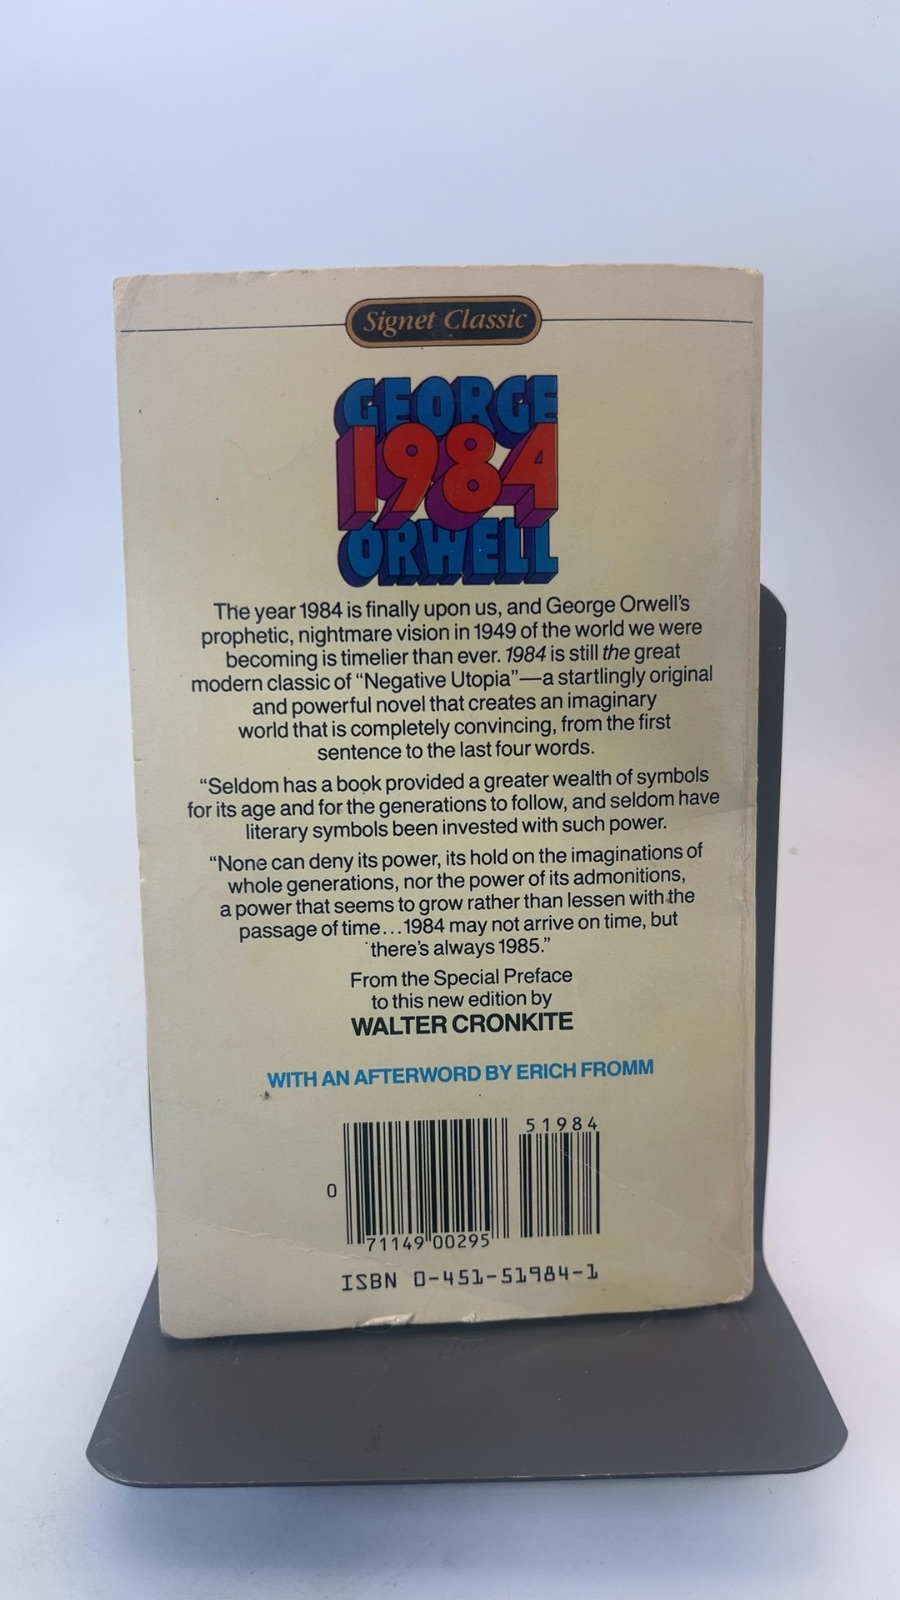 Signet Classic
GEORGE
1984
ORWELL
The year 1984 is finally upon us, and George Orwell's
prophetic, nightmare vision in 1949 of the world we were
becoming is timelier than ever. 1984 is still the great
modern classic of “Negative Utopia”—a startlingly original
and powerful novel that creates an imaginary
world that is completely convincing, from the first
sentence to the last four words.
“Seldom has a book provided a greater wealth of symbols
for its age and for the generations to follow, and seldom have
literary symbols been invested with such power.
“None can deny its power, its hold on the imaginations of
whole generations, nor the power of its admonitions,
a power that seems to grow rather than lessen with the
passage of time...1984 may not arrive on time, but
there's always 1985.”
From the Special Preface
to this new edition by
WALTER CRONKITE
WITH AN AFTERWORD BY ERICH FROMM
51984
0
71149 00295
ISBN 0-451-51984-1